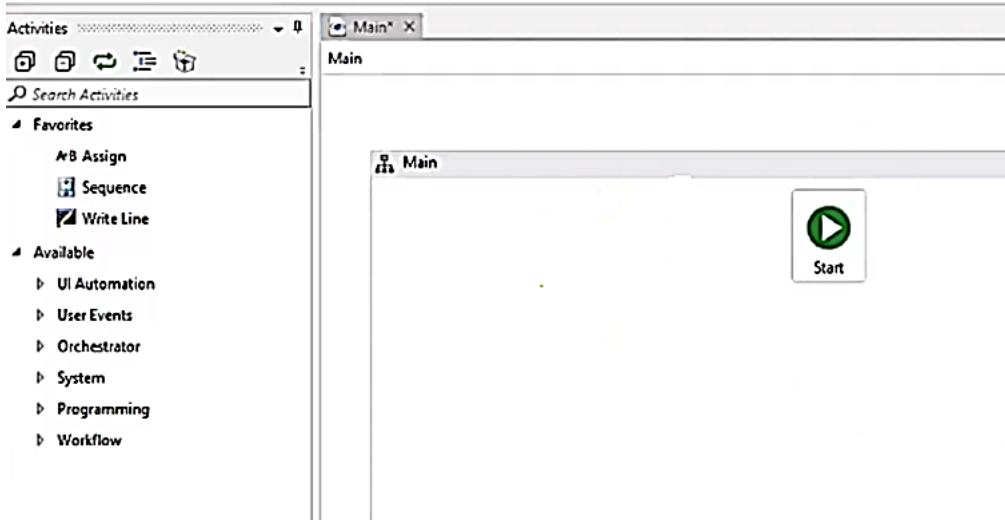 Activities
Search Activities
Favorites
A+B Assign
Sequence
Write Line
Available
UI Automation
User Events
Orchestrator
System
Programming
Workflow
Main*
Main
Main
Start